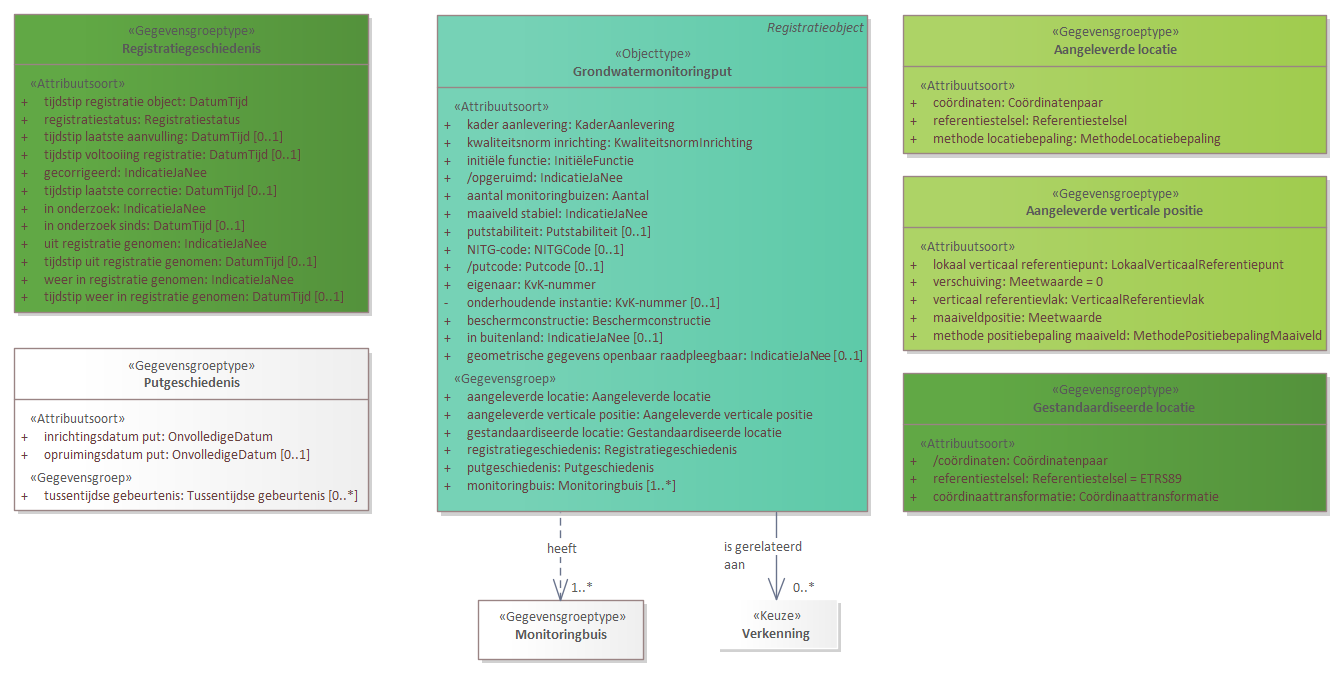 «Gegevensgroeptype»
Registratiegeschiedenis
«Attribuutsoort»
+ tijdstip registratie object: DatumTijd
+ registratiestatus: Registratiestatus
+ tijdstip laatste aanvulling: DatumTijd [0..1]
+ tijdstip voltooiing registratie: DatumTijd [0..1]
+ gecorrigeerd: IndicatieJaNee
+ tijdstip laatste correctie: DatumTijd [0..1]
+ in onderzoek: IndicatieJaNee
+ in onderzoek sinds: DatumTijd [0..1]
+ uit registratie genomen: IndicatieJaNee
+ tijdstip uit registratie genomen: DatumTijd [0..1]
+ weer in registratie genomen: IndicatieJaNee
+ tijdstip weer in registratie genomen: DatumTijd [0..1]
«Gegevensgroeptype»
Putgeschiedenis
«Attribuutsoort»
+ inrichtingsdatum put: OnvolledigeDatum
+ opruimingsdatum put: OnvolledigeDatum [0..1]
«Gegevensgroep»
+ tussentijdse gebeurtenis: Tussentijdse gebeurtenis [0..*]
Registratieobject
«Objecttype»
Grondwatermonitoringput
«Attribuutsoort»
+ kader aanlevering: KaderAanlevering
+ kwaliteitsnorm inrichting: KwaliteitsnormInrichting
+ initiële functie: InitiëleFunctie
+ /opgeruimd: IndicatieJaNee
+ aantal monitoringbuizen: Aantal
+ maaiveld stabiel: IndicatieJaNee
+ putstabiliteit: Putstabiliteit [0..1]
+ NITG-code: NITGCode [0..1]
+ /putcode: Putcode [0..1]
+ eigenaar: KvK-nummer
- onderhoudende instantie: KvK-nummer [0..1]
+ beschermconstructie: Beschermconstructie
+ in buitenland: IndicatieJaNee [0..1]
+ geometrische gegevens openbaar raadpleegbaar: IndicatieJaNee [0..1]
«Gegevensgroep»
+ aangeleverde locatie: Aangeleverde locatie
+ aangeleverde verticale positie: Aangeleverde verticale positie
+ gestandaardiseerde locatie: Gestandaardiseerde locatie
+ registratiegeschiedenis: Registratiegeschiedenis
+ putgeschiedenis: Putgeschiedenis
+ monitoringbuis: Monitoringbuis [1..*]
heeft
1..*
«Gegevensgroeptype»
Monitoringbuis
is gerelateerd
aan
0..*
«Keuze»
Verkenning
«Gegevensgroeptype»
Aangeleverde locatie
«Attribuutsoort»
+ coördinaten: Coördinatenpaar
+ referentiestelsel: Referentiestelsel
+ methode locatiebepaling: MethodeLocatiebepaling
«Gegevensgroeptype»
Aangeleverde verticale positie
«Attribuutsoort»
+ lokaal verticaal referentiepunt: LokaalVerticaalReferentiepunt
+ verschuiving: Meetwaarde = 0
+ verticaal referentievlak: VerticaalReferentievlak
+ maaiveldpositie: Meetwaarde
+ methode positiebepaling maaiveld: MethodePositiebepalingMaaiveld
«Gegevensgroeptype»
Gestandaardiseerde locatie
«Attribuutsoort»
+ /coördinaten: Coördinatenpaar
+ referentiestelsel: Referentiestelsel = ETRS89
+ coördinaattransformatie: Coördinaattransformatie